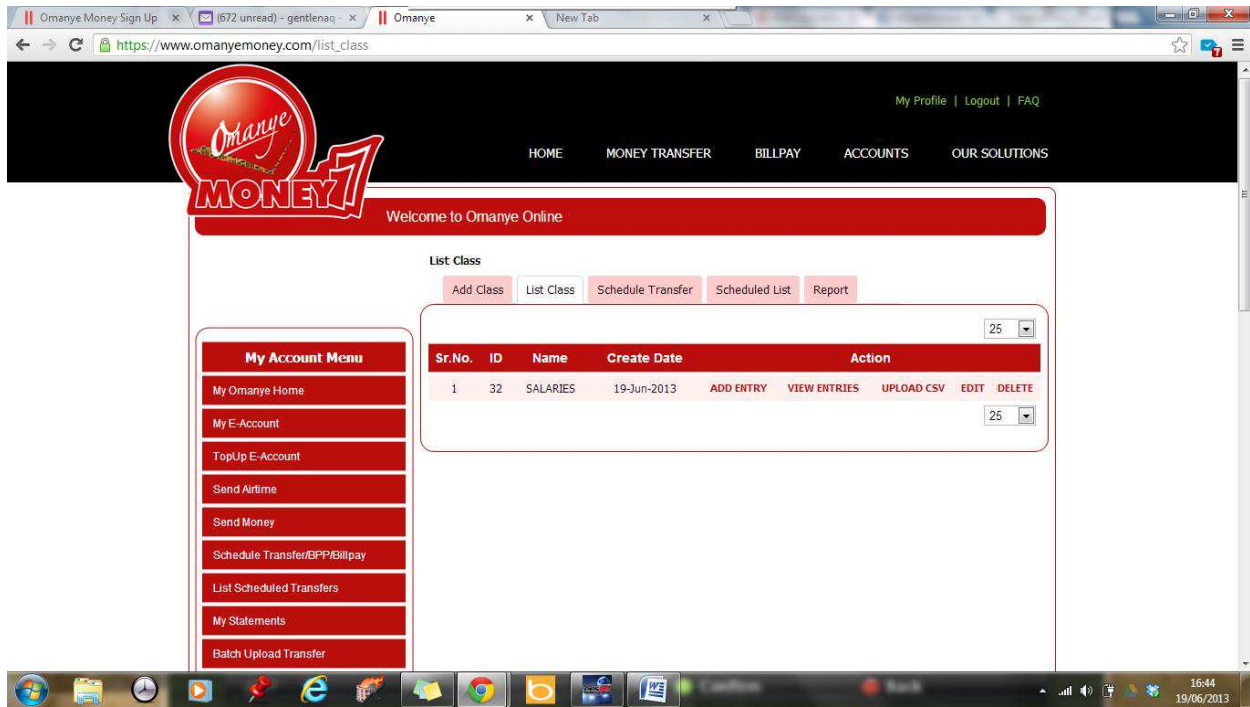 Omanye Money Sign Up
(672 unread) - gentlenaq
Omanye
New Tab
https://www.omanyemoney.com/list_class
My Profile | Logout | FAQ
Omanye
MONEY
HOME MONEY TRANSFER BILLPAY ACCOUNTS OUR SOLUTIONS
Welcome to Omanye Online
List Class
Add Class List Class Schedule Transfer Scheduled List Report
25
My Account Menu
My Omanye Home
My E-Account
TopUp E-Account
Send Airtime
Send Money
Schedule Transfer/BPP/Billpay
List Scheduled Transfers
My Statements
Batch Upload Transfer
Sr.No. ID Name Create Date Action
1 32 SALARIES 19-Jun-2013 ADD ENTRY VIEW ENTRIES UPLOAD CSV EDIT DELETE
25
Confirm
Back
16:44
19/06/2013